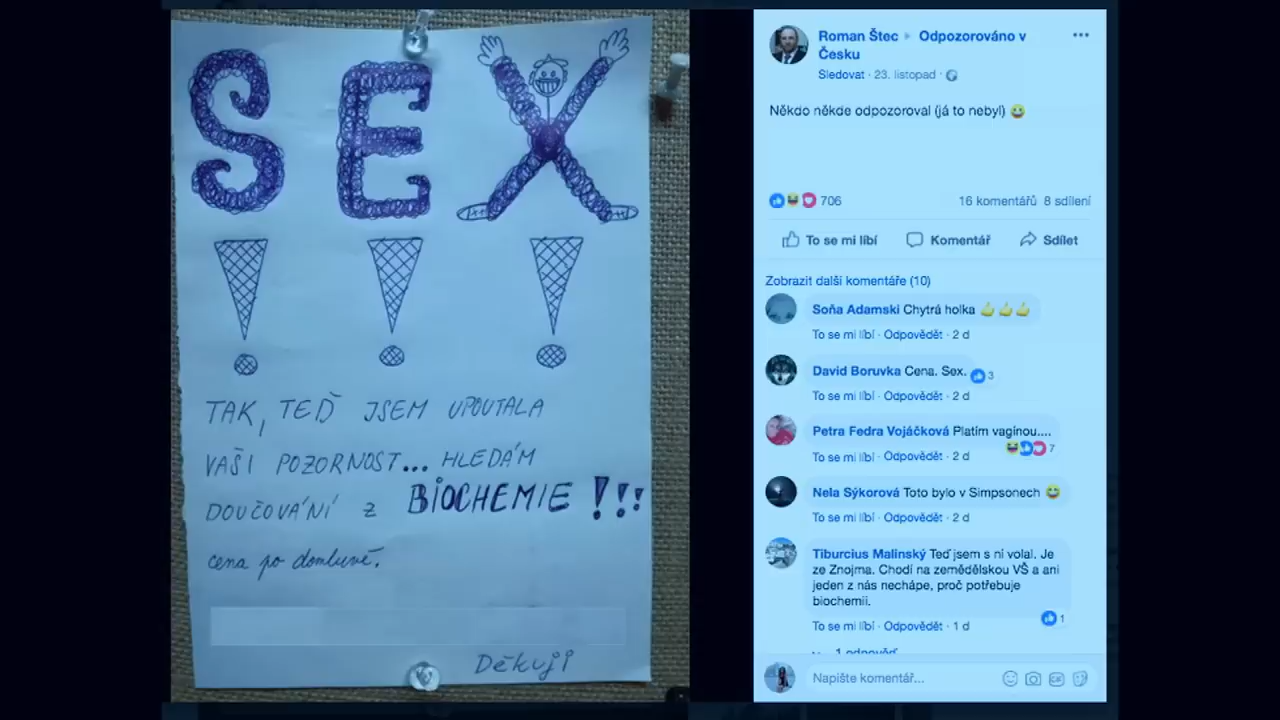 SEX
! ! !
TAK, TEĎ JSEM UPOUTALA
VAŠI POZORNOST... HLEDÁM
DOUČOVÁNÍ Z BIOCHEMIE !!!
cena po domluvě.
Děkuji
Roman Štec ▸ Odpozorováno v
Česku
Sledovat · 23. listopad ·
Někdo někde odpozoroval (já to nebyl) 😄
706
16 komentářů 8 sdílení
To se mi líbí Komentář Sdílet
Zobrazit další komentáře (10)
Soňa Adamski Chytrá holka 👍👍👍
To se mi líbí · Odpovědět · 2 d
David Boruvka Cena. Sex.
3
To se mi líbí · Odpovědět · 2 d
Petra Fedra Vojáčková Platím vaginou....
7
To se mi líbí · Odpovědět · 2 d
Nela Sýkorová Toto bylo v Simpsonech 😂
To se mi líbí · Odpovědět · 2 d
Tiburcius Malinský Teď jsem s ní volal. Je
ze Znojma. Chodí na zemědělskou VŠ a ani
jeden z nás nechápe, proč potřebuje
biochemii.
1
To se mi líbí · Odpovědět · 1 d
1 odpověď
Napište komentář...
GIF